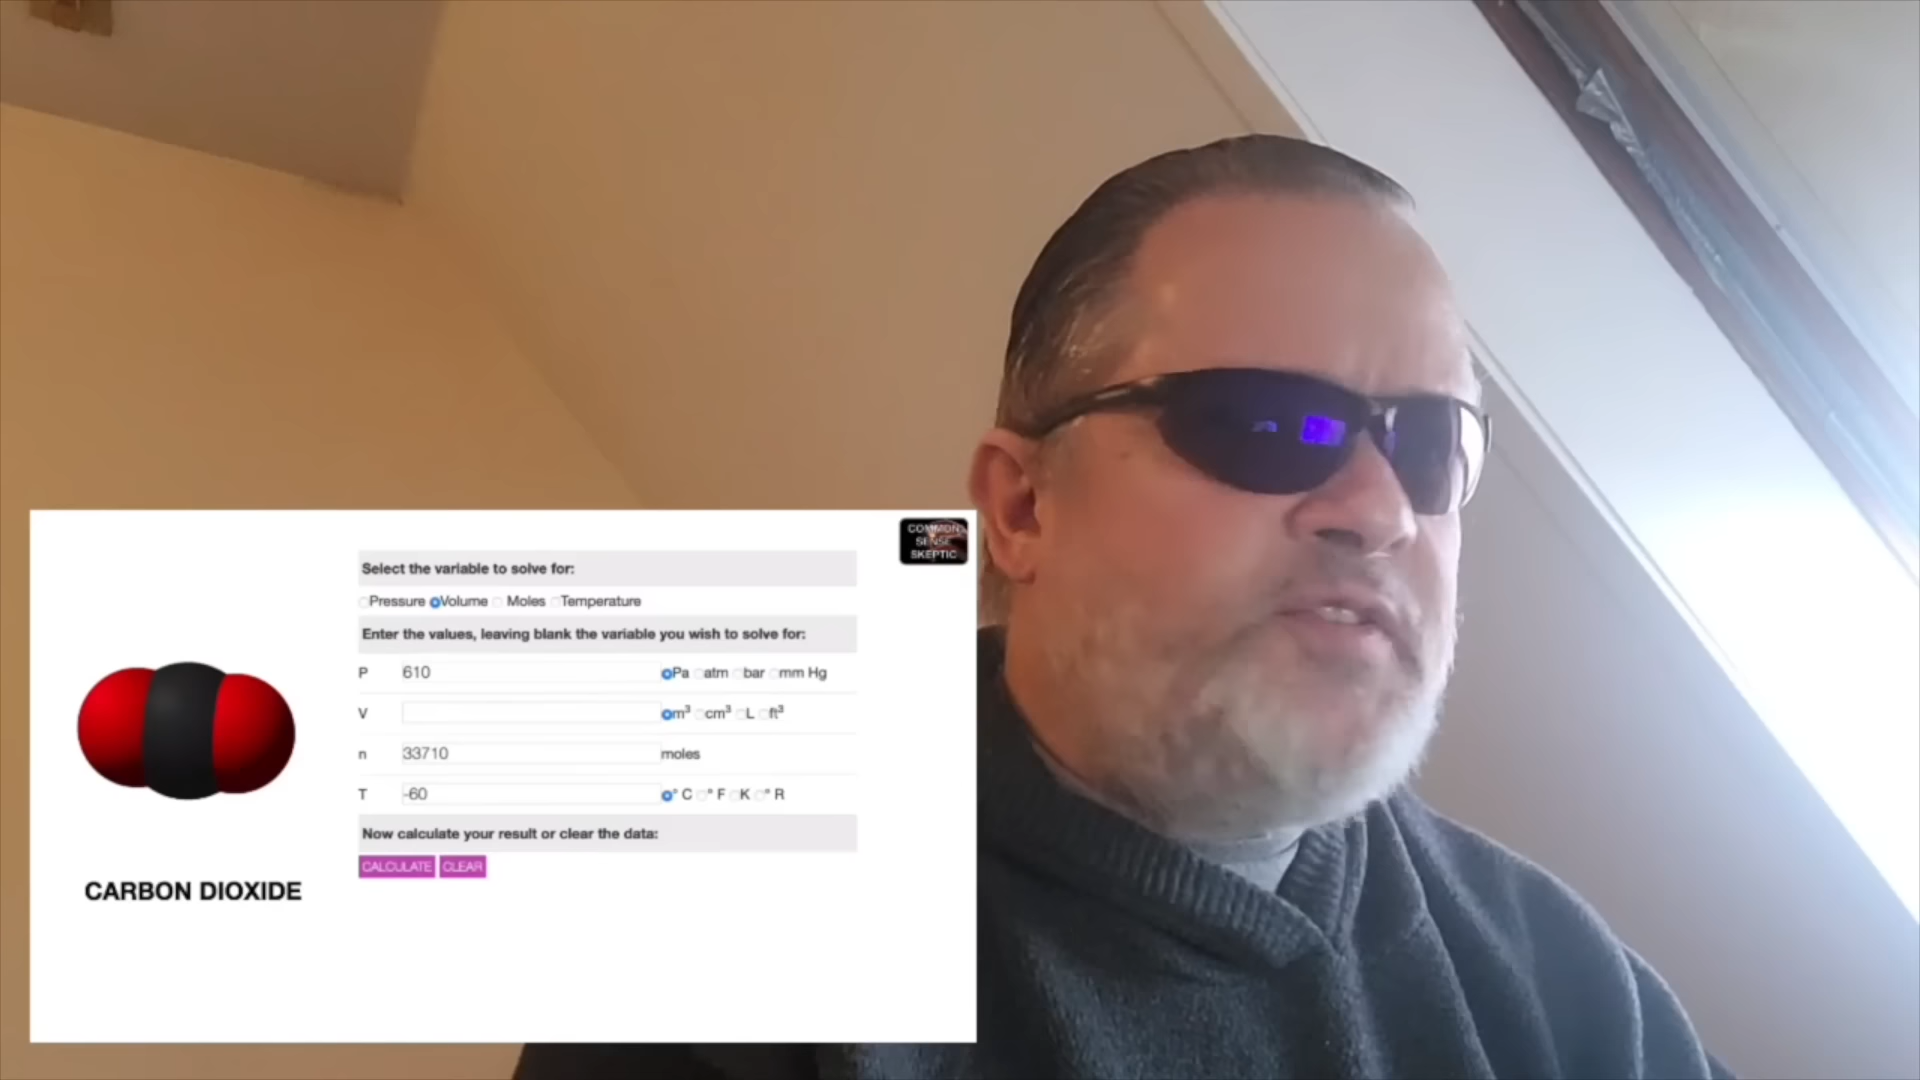 COMMON
SENSE
SKEPTIC
Select the variable to solve for:
Pressure Volume Moles Temperature
Enter the values, leaving blank the variable you wish to solve for:
P 610 Pa atm bar mm Hg
V m³ cm³ L ft³
n 33710 moles
T -60 ° C ° F K ° R
Now calculate your result or clear the data:
CALCULATE CLEAR
CARBON DIOXIDE